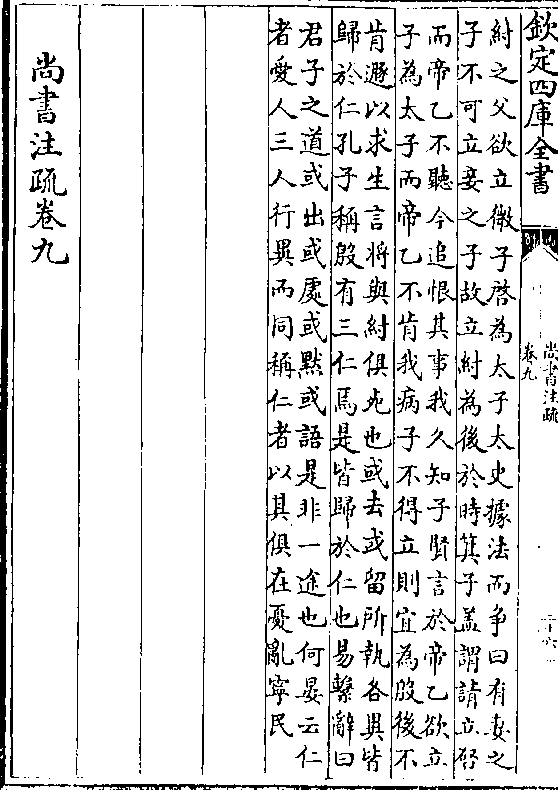 欽定四庫全書
尚書注疏
卷九
紂之父欲立微子啓為太子太史據法而争曰有妻之
子不可立妾之子故立紂為後於時箕子盖謂請立啓
而帝乙不聽今追恨其事我久知子賢言於帝乙欲立
子為太子而帝乙不肯我病子不得立則宜為殷後不
肯遯以求生言將與紂俱死也或去或留所執各異皆
歸於仁孔子稱殷有三仁焉是皆歸於仁也易繫辭曰
君子之道或出或處或默或語是非一途也何晏云仁
者愛人三人行異而同稱仁者以其俱在憂亂寧民
尚書注疏卷九